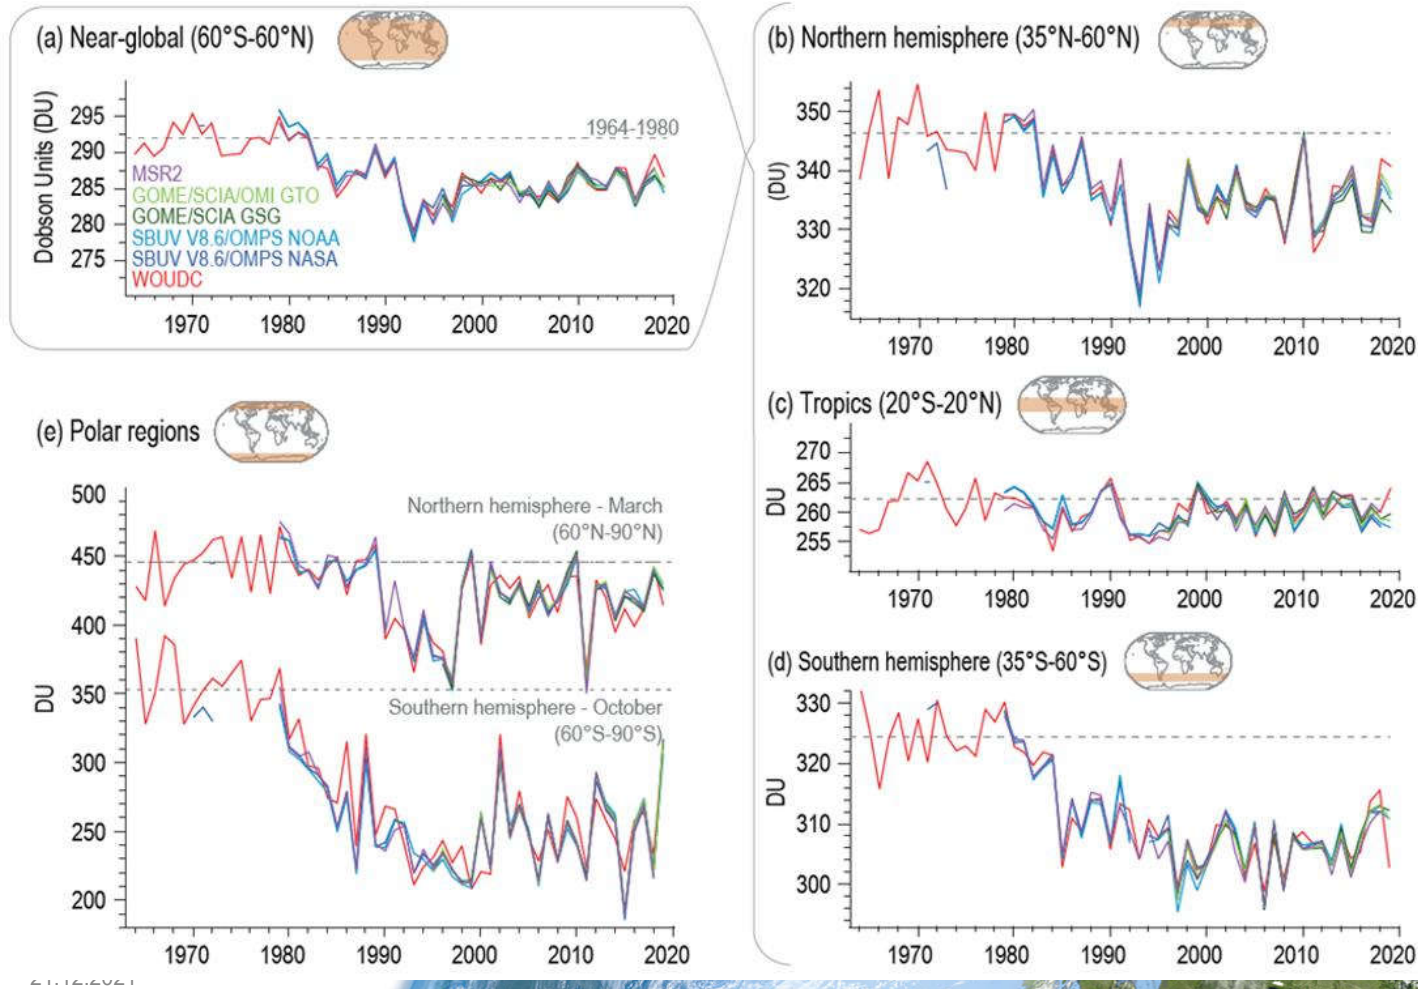 (a) Near-global (60°S-60°N)
Dobson Units (DU)
295
290
285
280
275
1964-1980
MSR2
GOME/SCIA/OMI GTO
GOME/SCIA GSG
SBUV V8.6/OMPS NOAA
SBUV V8.6/OMPS NASA
WOUDC
1970 1980 1990 2000 2010 2020
(b) Northern hemisphere (35°N-60°N)
(DU)
350
340
330
320
1970 1980 1990 2000 2010 2020
(c) Tropics (20°S-20°N)
DU
270
265
260
255
1970 1980 1990 2000 2010 2020
(d) Southern hemisphere (35°S-60°S)
DU
330
320
310
300
1970 1980 1990 2000 2010 2020
(e) Polar regions
DU
500
450
400
350
300
250
200
Northern hemisphere - March
(60°N-90°N)
Southern hemisphere - October
(60°S-90°S)
1970 1980 1990 2000 2010 2020